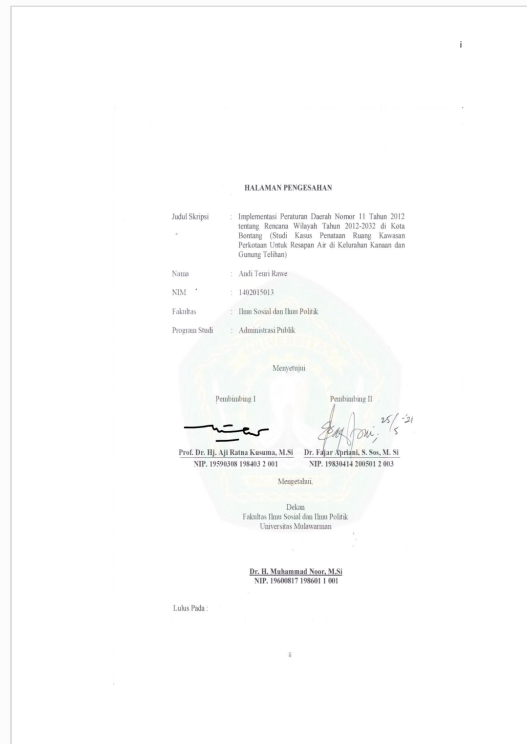 i
HALAMAN PENGESAHAN
Judul Skripsi : Implementasi Peraturan Daerah Nomor 11 Tahun 2012
tentang Rencana Wilayah Tahun 2012-2032 di Kota
Bontang (Studi Kasus Penataan Ruang Kawasan
Perkotaan Untuk Resapan Air di Kelurahan Kanaan dan
Gunung Telihan)
Nama : Andi Tenri Rawe
NIM : 1402015013
Fakultas : Ilmu Sosial dan Ilmu Politik
Program Studi : Administrasi Publik
Menyetujui
Pembimbing I Pembimbing II
25/5-'21
Prof. Dr. Hj. Aji Ratna Kusuma, M.Si Dr. Fajar Apriani, S. Sos, M. Si
NIP. 19590308 198403 2 001 NIP. 19830414 200501 2 003
Mengetahui,
Dekan
Fakultas Ilmu Sosial dan Ilmu Politik
Universitas Mulawarman
Dr. H. Muhammad Noor, M.Si
NIP. 19600817 198601 1 001
Lulus Pada :
ii